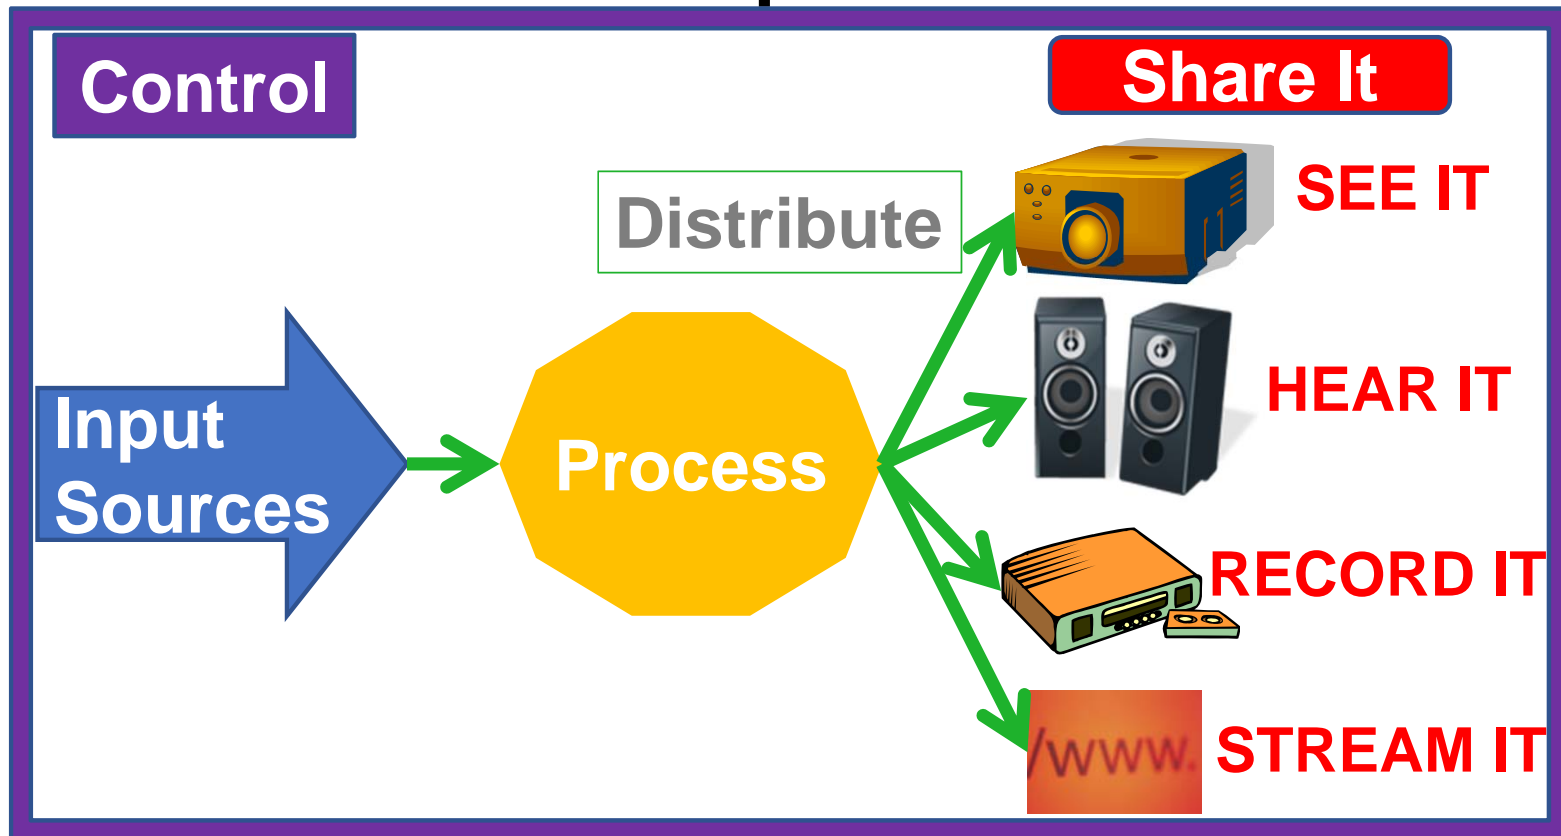 Control
Share It
SEE IT
Distribute
HEAR IT
Input
Sources
Process
RECORD IT
/www.
STREAM IT